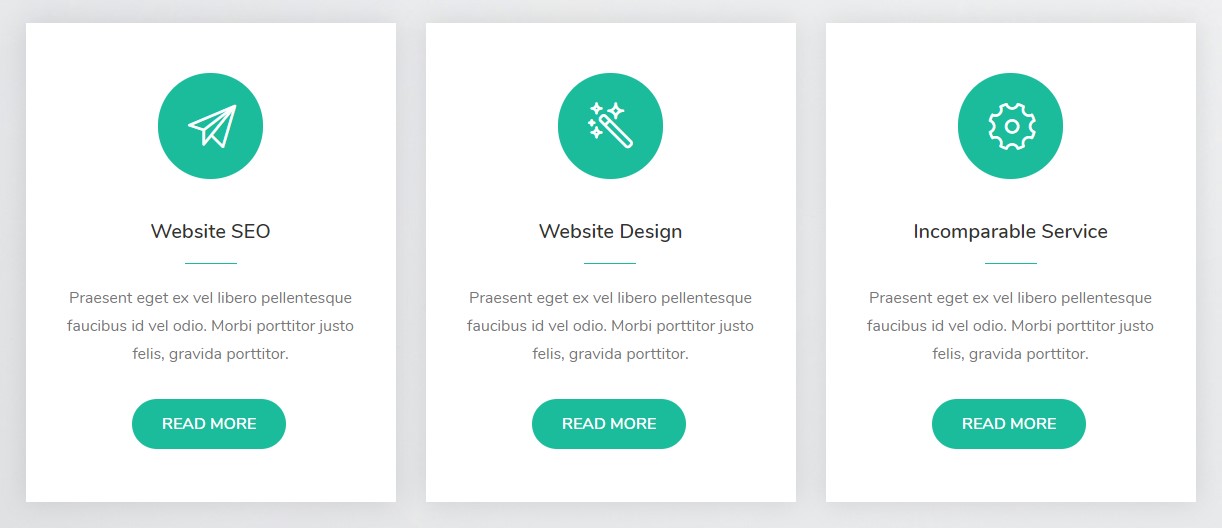 Website SEO
Praesent eget ex vel libero pellentesque
faucibus id vel odio. Morbi porttitor justo
felis, gravida porttitor.
READ MORE
Website Design
Praesent eget ex vel libero pellentesque
faucibus id vel odio. Morbi porttitor justo
felis, gravida porttitor.
READ MORE
Incomparable Service
Praesent eget ex vel libero pellentesque
faucibus id vel odio. Morbi porttitor justo
felis, gravida porttitor.
READ MORE